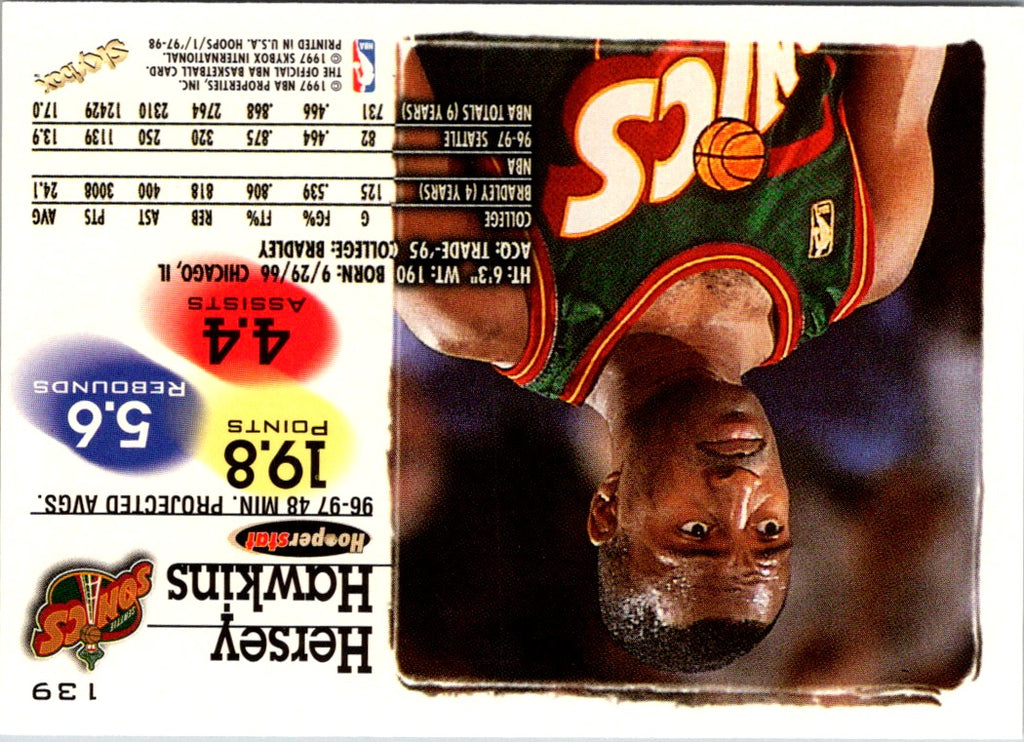 139
Hersey
Hawkins
SEATTLE
SONICS
Hooperstat
96-97 48 MIN. PROJECTED AVGS.
19.8
POINTS
5.6
REBOUNDS
4.4
ASSISTS
HT: 6'3" WT: 190 BORN: 9/29/66 CHICAGO, IL
ACQ: TRADE-'95 COLLEGE: BRADLEY
COLLEGE G FG% FT% REB AST PTS AVG
BRADLEY (4 YEARS) 125 .539 .806 818 400 3008 24.1
NBA
96-97 SEATTLE 82 .464 .875 320 250 1139 13.9
NBA TOTALS (9 YEARS) 731 .466 .868 2764 2310 12429 17.0
© 1997 NBA PROPERTIES, INC.
THE OFFICIAL NBA BASKETBALL CARD.
© 1997 SKYBOX INTERNATIONAL.
PRINTED IN U.S.A. HOOPS/1/'97-98
NBA
Skybox
SONICS